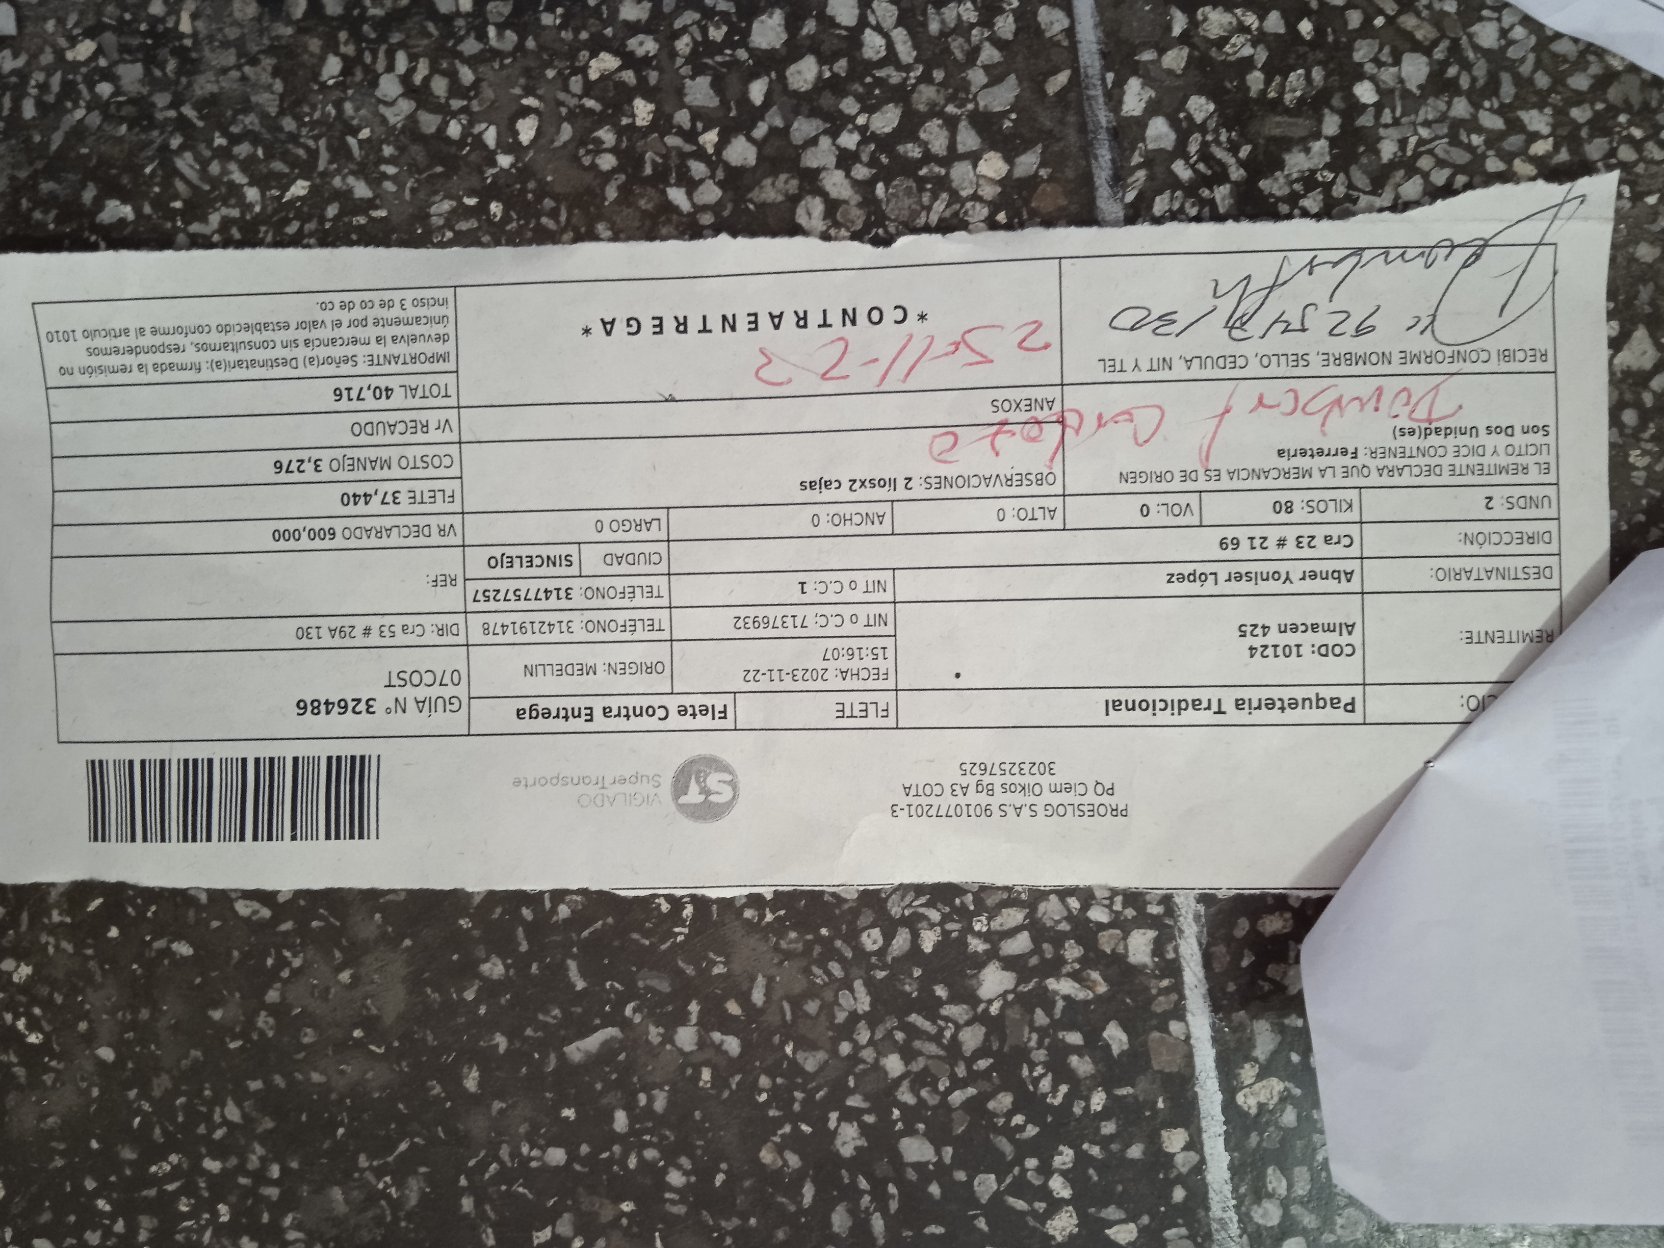 PROESLOG S.A.S 901077201-3
PQ Ciem Oikos Bg A3 COTA
3023257625
ST
VIGILADO
SuperTransporte
CIO: Paqueteria Tradicional
FLETE Flete Contra Entrega
GUÍA N° 326486
07COST
REMITENTE: COD: 10124
Almacen 425
FECHA: 2023-11-22
15:16:07
ORIGEN: MEDELLIN
NIT o C.C; 71376932
TELÉFONO: 3142191478
DIR: Cra 53 # 29A 130
DESTINATARIO: Abner Yoniser López
NIT o C.C: 1
TELÉFONO: 3147757257
REF:
DIRECCIÓN: Cra 23 # 21 69
CIUDAD SINCELEJO
UNDS: 2 KILOS: 80 VOL: 0 ALTO: 0 ANCHO: 0 LARGO 0
VR DECLARADO 600,000
EL REMITENTE DECLARA QUE LA MERCANCIA ES DE ORIGEN
LICITO Y DICE CONTENER: Ferreteria
Son Dos Unidad(es)
OBSERVACIONES: 2 liosx2 cajas
FLETE 37,440
COSTO MANEJO 3,276
ANEXOS
Vr RECAUDO
TOTAL 40,716
RECIBÍ CONFORME NOMBRE, SELLO, CEDULA, NIT Y TEL
25-11-23
*CONTRAENTREGA*
IMPORTANTE: Señor(a) Destinatari(a): firmada la remisión no
devuelva la mercancia sin consultarnos, responderemos
únicamente por el valor establecido conforme al articulo 1010
inciso 3 de co de co.